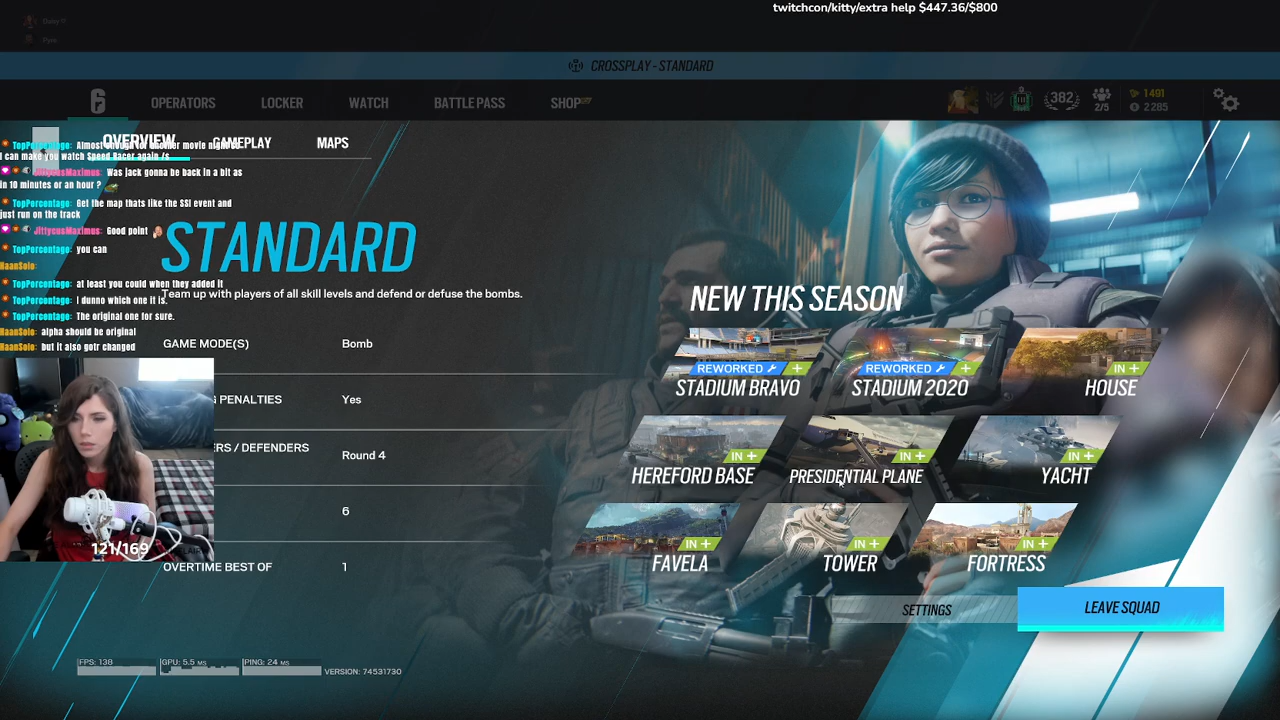 twitchcon/kitty/extra help $447.36/$800
CROSSPLAY - STANDARD
6
OPERATORS
LOCKER
WATCH
BATTLE PASS
SHOP
382
2/5
1491
2 285
OVERVIEW
GAMEPLAY
MAPS
TopPercentage: Almost enough for another movie night so
I can make you watch Speed Racer again /s
JittycusMaximus: Was jack gonna be back in a bit as
in 10 minutes or an hour ?
TopPercentage: Get the map thats like the SSI event and
just run on the track
JittycusMaximus: Good point
TopPercentage: you can
HaanSolo:
TopPercentage: at least you could when they added it
TopPercentage: I dunno which one it is.
TopPercentage: The original one for sure.
HaanSolo: alpha should be original
HaanSolo: but it also gotr changed
STANDARD
Team up with players of all skill levels and defend or defuse the bombs.
GAME MODE(S)
Bomb
PENALTIES
Yes
ERS / DEFENDERS
Round 4
6
OVERTIME BEST OF
1
121/169
NEW THIS SEASON
REWORKED
STADIUM BRAVO
REWORKED
STADIUM 2020
IN +
HOUSE
IN +
HEREFORD BASE
IN +
PRESIDENTIAL PLANE
IN +
YACHT
IN +
FAVELA
IN +
TOWER
IN +
FORTRESS
SETTINGS
LEAVE SQUAD
FPS: 138
GPU: 5.5 MS
PING: 24 MS
VERSION: 74531730